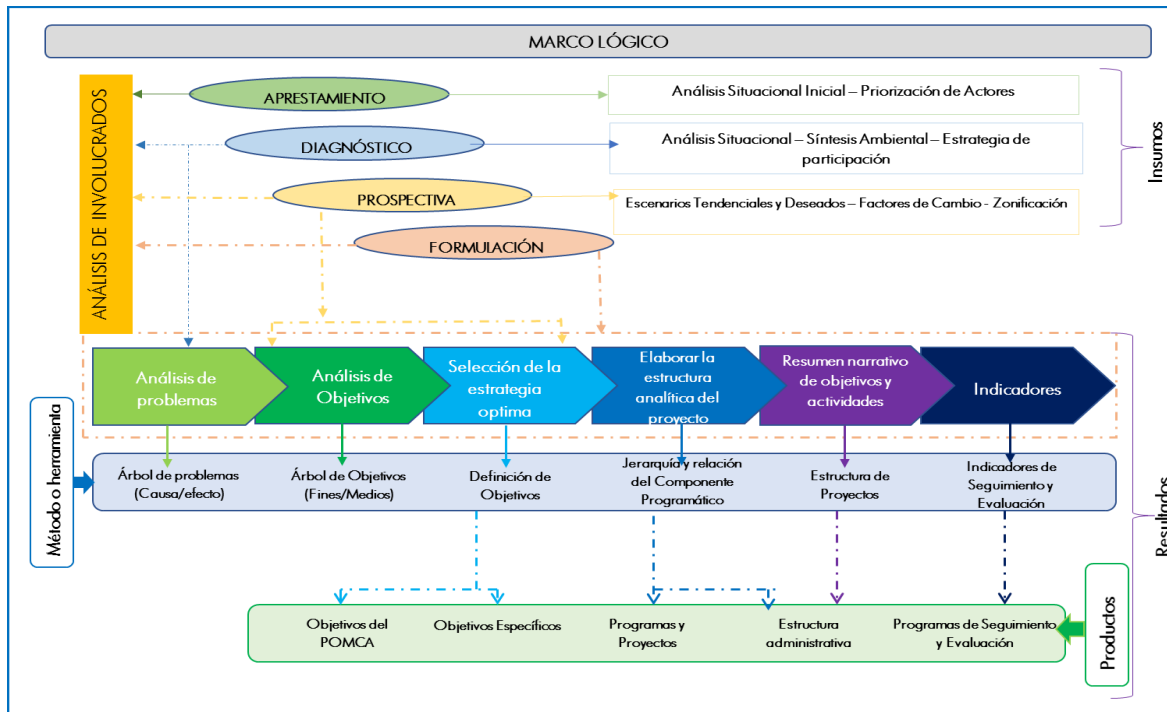 MARCO LÓGICO
ANÁLISIS DE INVOLUCRADOS
APRESTAMIENTO
Análisis Situacional Inicial – Priorización de Actores
DIAGNÓSTICO
Análisis Situacional – Síntesis Ambiental – Estrategia de
participación
PROSPECTIVA
Escenarios Tendenciales y Deseados – Factores de Cambio - Zonificación
FORMULACIÓN
Insumos
Análisis de
problemas
Análisis de
Objetivos
Selección de la
estrategia
optima
Elaborar la
estructura
analítica del
proyecto
Resumen narrativo
de objetivos y
actividades
Indicadores
Método o herramienta
Árbol de problemas
(Causa/efecto)
Árbol de Objetivos
(Fines/Medios)
Definición de
Objetivos
Jerarquía y relación
del Componente
Programático
Estructura de
Proyectos
Indicadores de
Seguimiento y
Evaluación
Resultados
Objetivos del
POMCA
Objetivos Específicos
Programas y
Proyectos
Estructura
administrativa
Programas de Seguimiento
y Evaluación
Productos